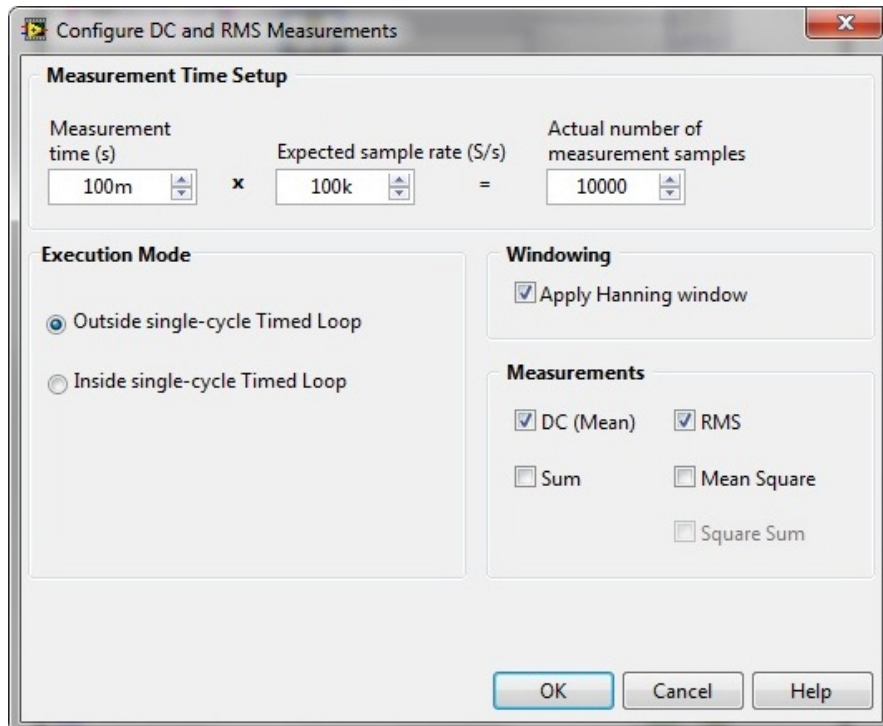 Configure DC and RMS Measurements
x
Measurement Time Setup
Measurement
time (s)
100m
x
Expected sample rate (S/s)
100k
=
Actual number of
measurement samples
10000
Execution Mode
Outside single-cycle Timed Loop
Inside single-cycle Timed Loop
Windowing
Apply Hanning window
Measurements
DC (Mean)
RMS
Sum
Mean Square
Square Sum
OK
Cancel
Help